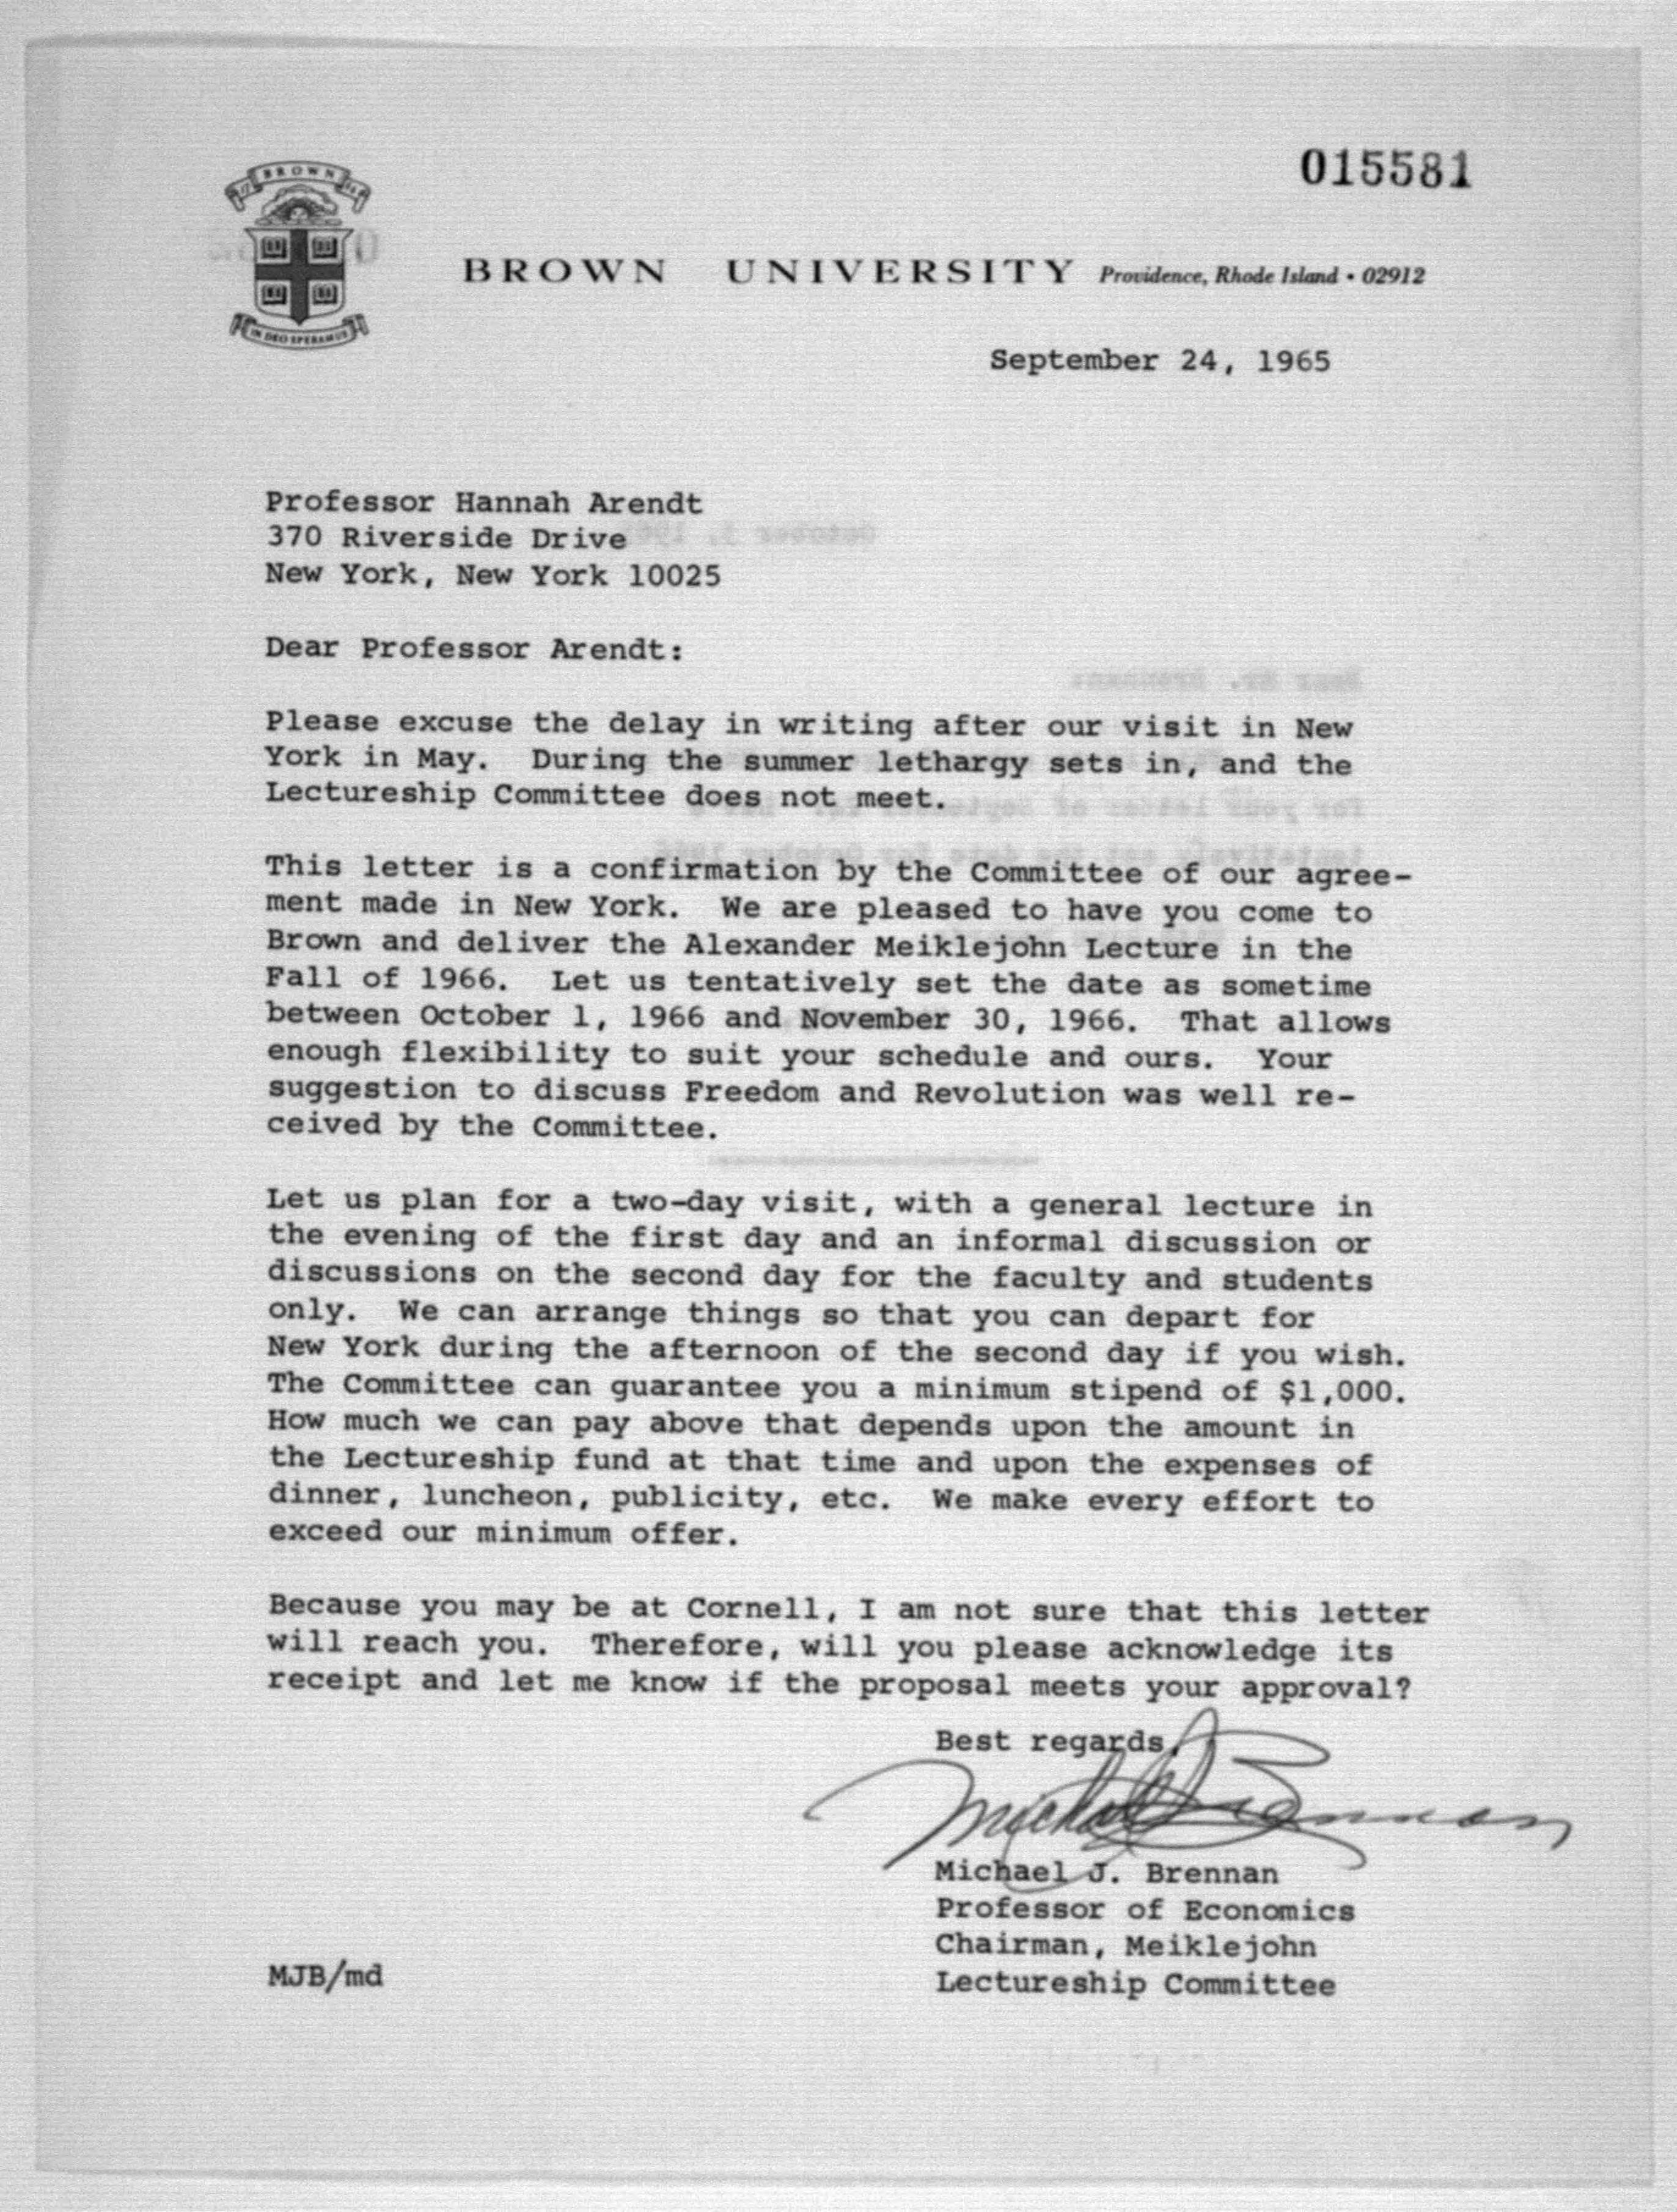 015581
BROWN
IN DEO SPERAMUS
BROWN UNIVERSITY Providence, Rhode Island • 02912
September 24, 1965
Professor Hannah Arendt
370 Riverside Drive
New York, New York 10025
Dear Professor Arendt:
Please excuse the delay in writing after our visit in New
York in May. During the summer lethargy sets in, and the
Lectureship Committee does not meet.
This letter is a confirmation by the Committee of our agree-
ment made in New York. We are pleased to have you come to
Brown and deliver the Alexander Meiklejohn Lecture in the
Fall of 1966. Let us tentatively set the date as sometime
between October 1, 1966 and November 30, 1966. That allows
enough flexibility to suit your schedule and ours. Your
suggestion to discuss Freedom and Revolution was well re-
ceived by the Committee.
Let us plan for a two-day visit, with a general lecture in
the evening of the first day and an informal discussion or
discussions on the second day for the faculty and students
only. We can arrange things so that you can depart for
New York during the afternoon of the second day if you wish.
The Committee can guarantee you a minimum stipend of $1,000.
How much we can pay above that depends upon the amount in
the Lectureship fund at that time and upon the expenses of
dinner, luncheon, publicity, etc. We make every effort to
exceed our minimum offer.
Because you may be at Cornell, I am not sure that this letter
will reach you. Therefore, will you please acknowledge its
receipt and let me know if the proposal meets your approval?
Best regards,
Michael J. Brennan
Michael J. Brennan
Professor of Economics
Chairman, Meiklejohn
Lectureship Committee
MJB/md